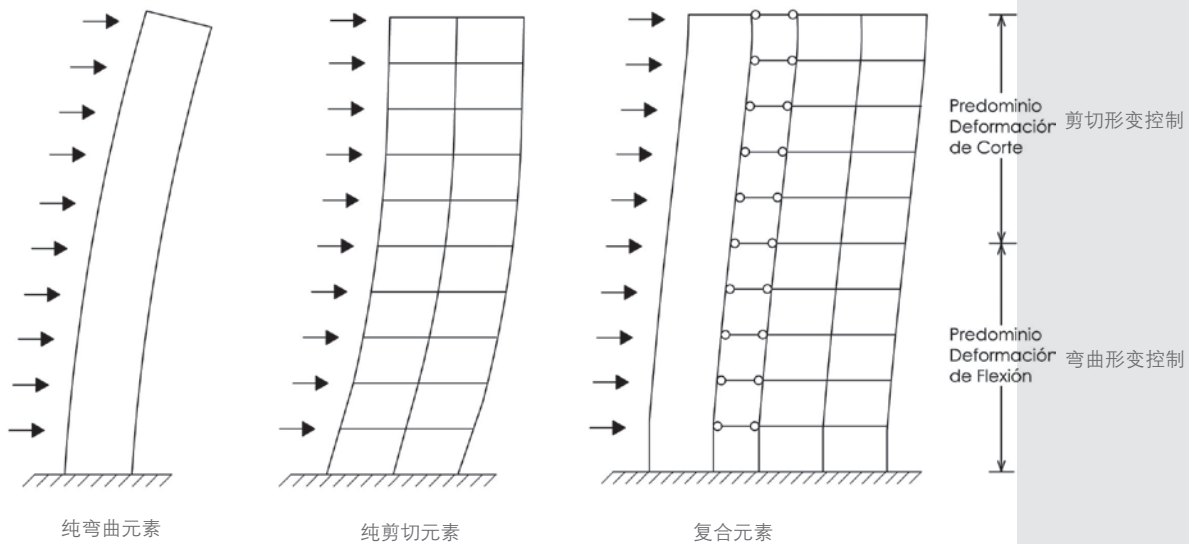 Predominio
Deformación
de Corte
剪切形变控制
Predominio
Deformación
de Flexión
弯曲形变控制
纯弯曲元素
纯剪切元素
复合元素